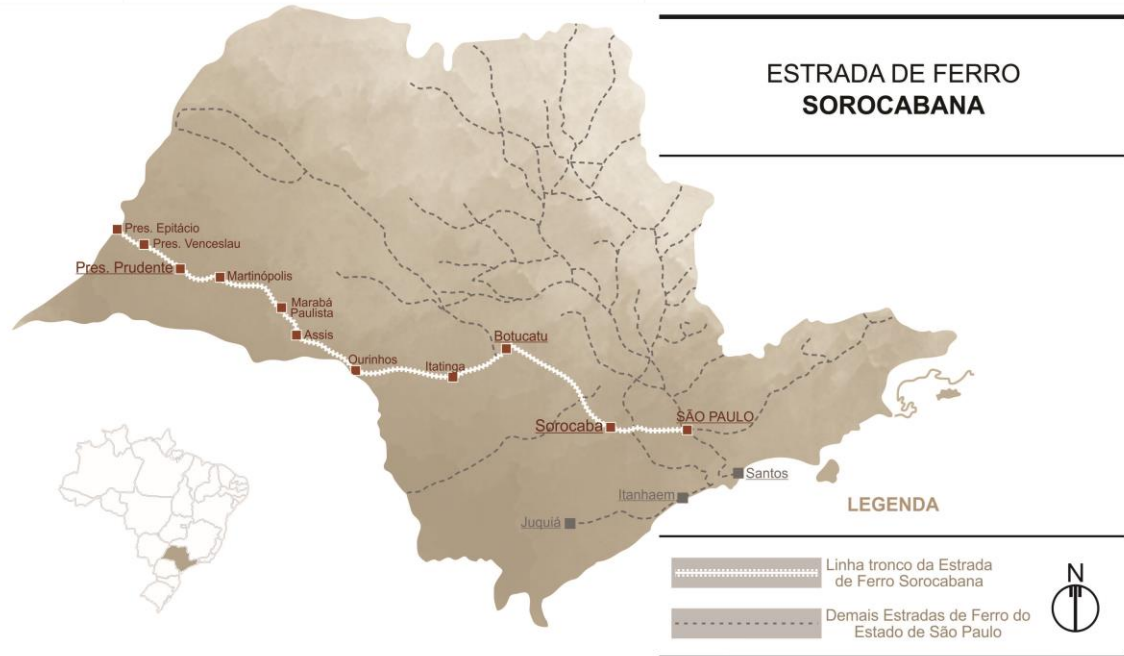 ESTRADA DE FERRO
SOROCABANA
Pres. Epitácio
Pres. Venceslau
Pres. Prudente
Martinópolis
Marabá
Paulista
Assis
Ourinhos
Itatinga
Botucatu
Sorocaba
SÃO PAULO
Santos
Itanhaem
Juquiá
LEGENDA
Linha tronco da Estrada
de Ferro Sorocabana
Demais Estradas de Ferro do
Estado de São Paulo
N